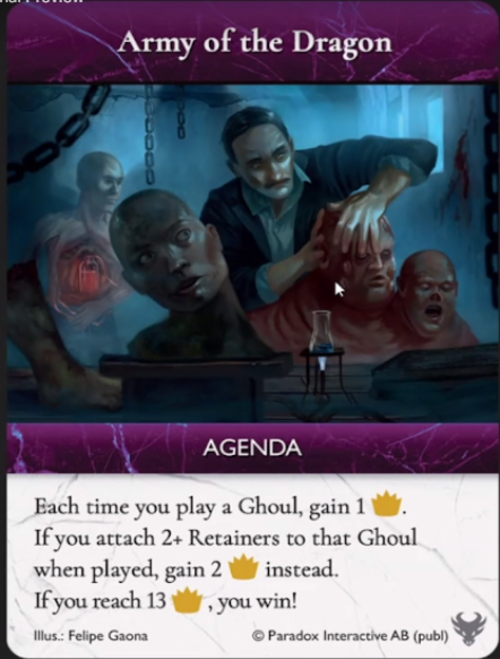 Army of the Dragon
AGENDA
Each time you play a Ghoul, gain 1 .
If you attach 2+ Retainers to that Ghoul
when played, gain 2 instead.
If you reach 13 , you win!
Illus.: Felipe Gaona © Paradox Interactive AB (publ)